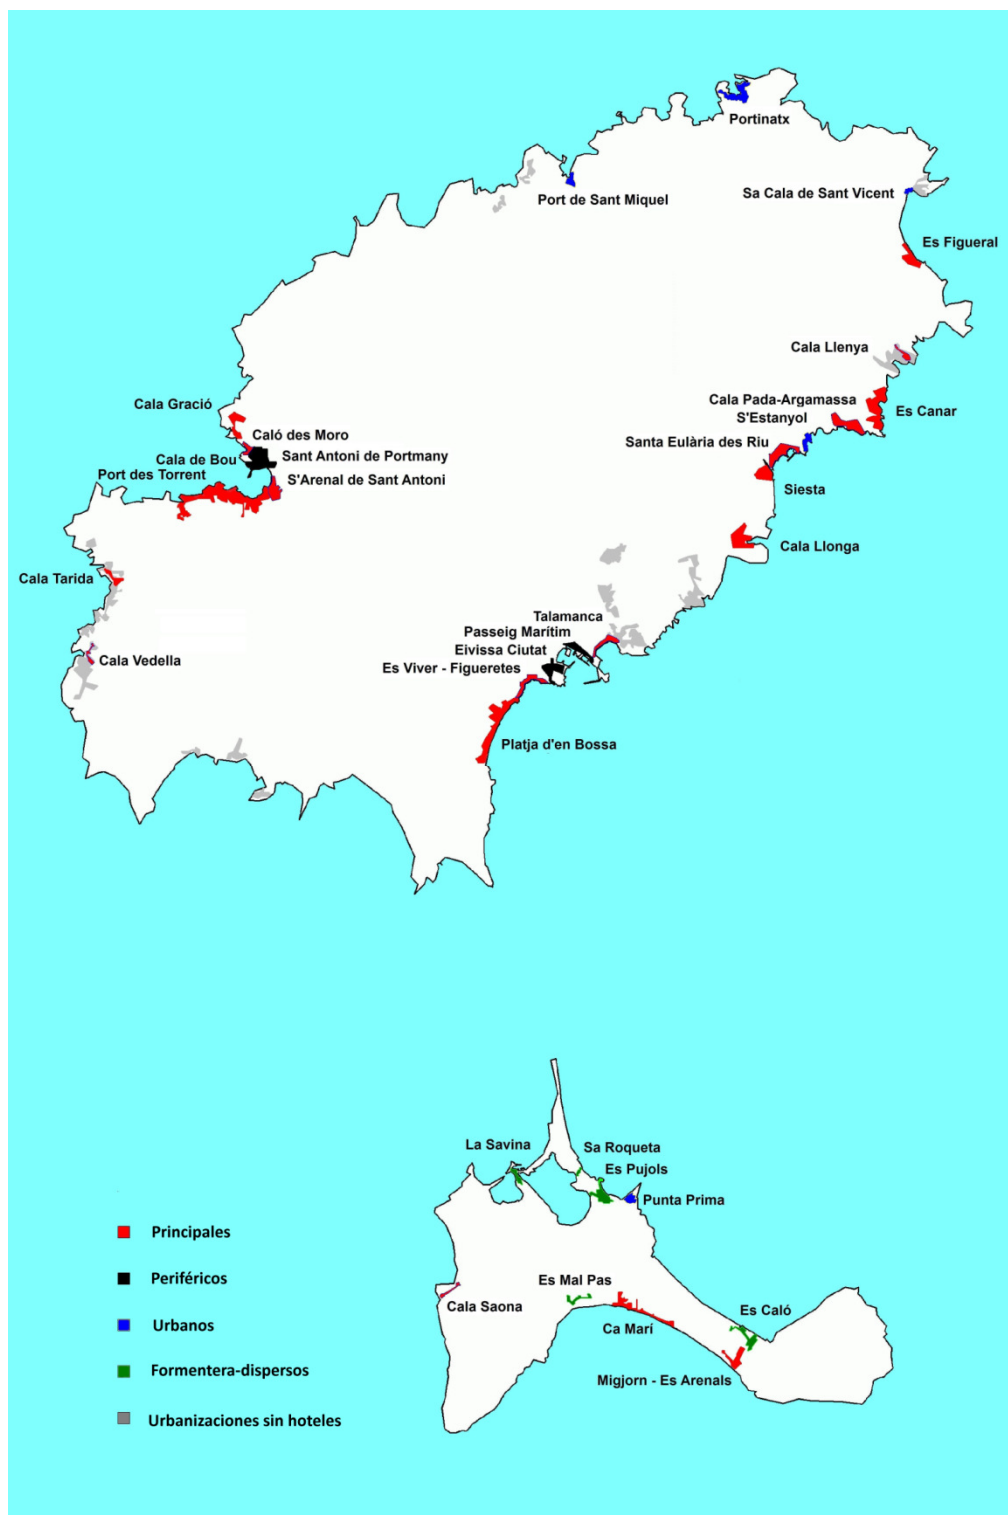 Portinatx
Port de Sant Miquel
Sa Cala de Sant Vicent
Es Figueral
Cala Llenya
Cala Pada-Argamassa
S'Estanyol
Es Canar
Santa Eulària des Riu
Siesta
Cala Llonga
Cala Gració
Caló des Moro
Cala de Bou
Sant Antoni de Portmany
Port des Torrent
S'Arenal de Sant Antoni
Cala Tarida
Cala Vedella
Talamanca
Passeig Marítim
Eivissa Ciutat
Es Viver - Figueretes
Platja d'en Bossa
La Savina
Sa Roqueta
Es Pujols
Punta Prima
Es Mal Pas
Cala Saona
Ca Marí
Es Caló
Migjorn - Es Arenals
Principales
Periféricos
Urbanos
Formentera-dispersos
Urbanizaciones sin hoteles